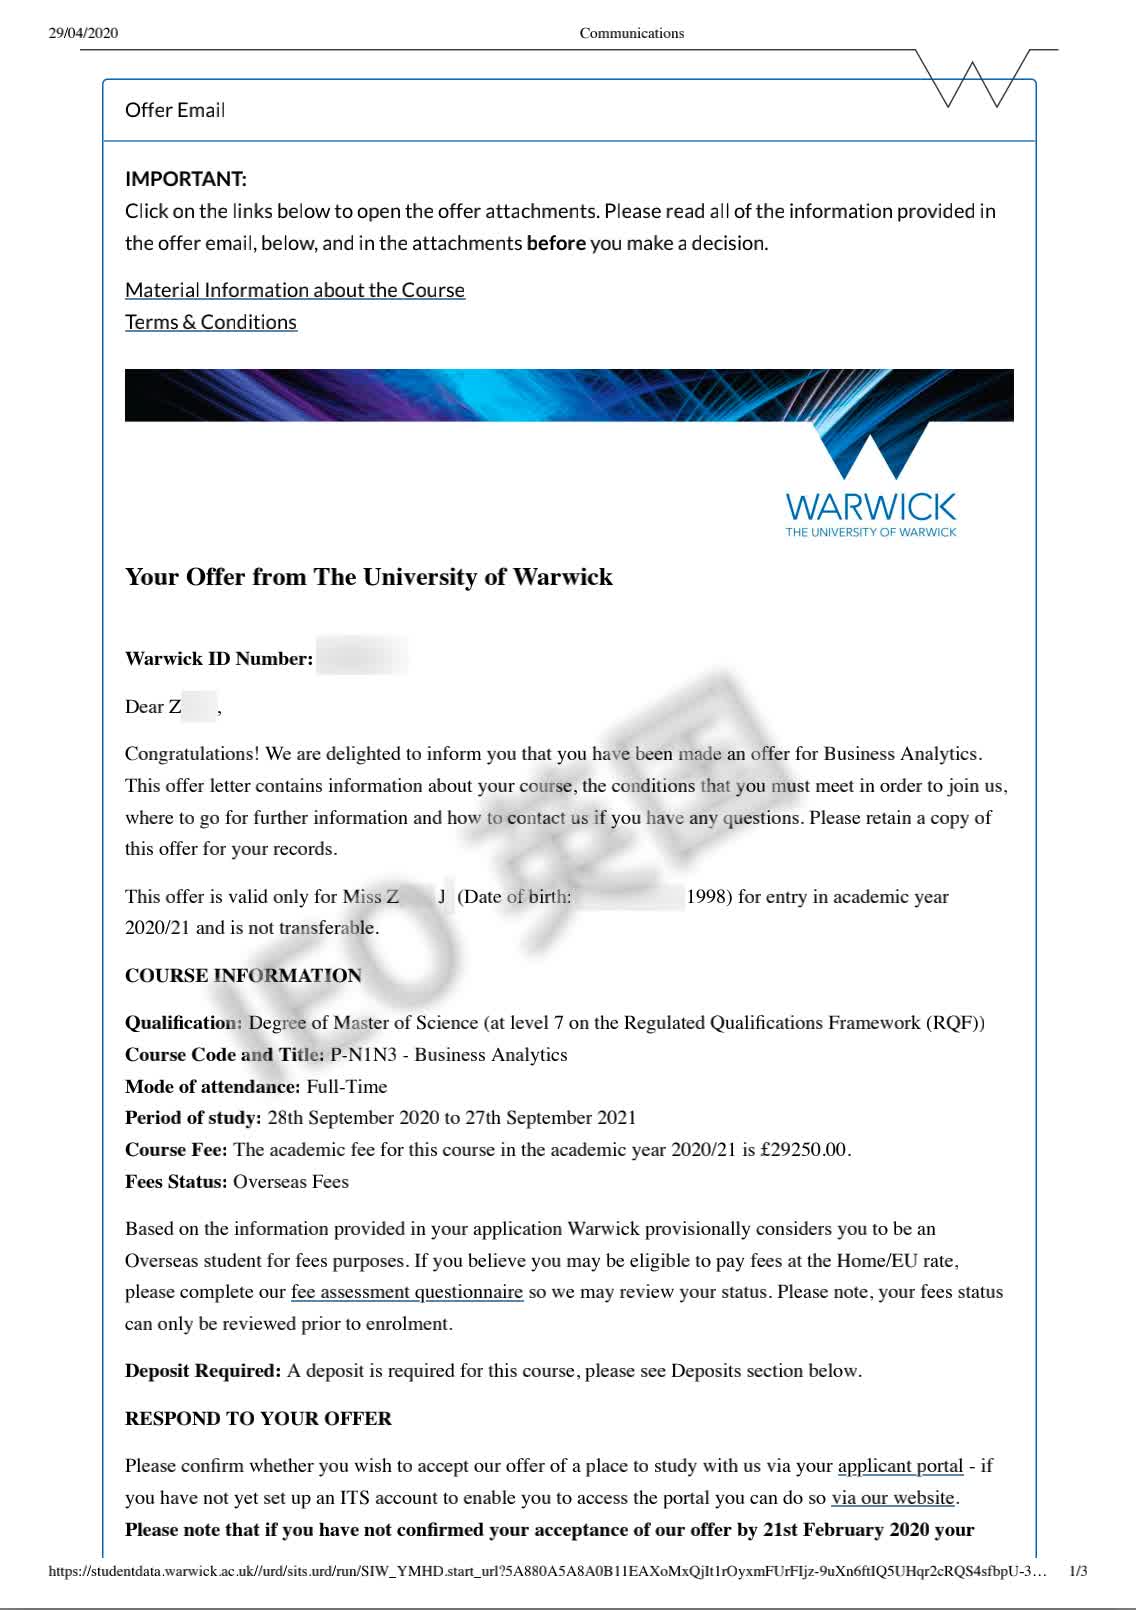 29/04/2020 Communications
Offer Email
IMPORTANT:
Click on the links below to open the offer attachments. Please read all of the information provided in
the offer email, below, and in the attachments before you make a decision.
Material Information about the Course
Terms & Conditions
WARWICK
THE UNIVERSITY OF WARWICK
Your Offer from The University of Warwick
Warwick ID Number:
Dear Z ,
Congratulations! We are delighted to inform you that you have been made an offer for Business Analytics.
This offer letter contains information about your course, the conditions that you must meet in order to join us,
where to go for further information and how to contact us if you have any questions. Please retain a copy of
this offer for your records.
This offer is valid only for Miss Z J (Date of birth: 1998) for entry in academic year
2020/21 and is not transferable.
IEO 英国
COURSE INFORMATION
Qualification: Degree of Master of Science (at level 7 on the Regulated Qualifications Framework (RQF))
Course Code and Title: P-N1N3 - Business Analytics
Mode of attendance: Full-Time
Period of study: 28th September 2020 to 27th September 2021
Course Fee: The academic fee for this course in the academic year 2020/21 is £29250.00.
Fees Status: Overseas Fees
Based on the information provided in your application Warwick provisionally considers you to be an
Overseas student for fees purposes. If you believe you may be eligible to pay fees at the Home/EU rate,
please complete our fee assessment questionnaire so we may review your status. Please note, your fees status
can only be reviewed prior to enrolment.
Deposit Required: A deposit is required for this course, please see Deposits section below.
RESPOND TO YOUR OFFER
Please confirm whether you wish to accept our offer of a place to study with us via your applicant portal - if
you have not yet set up an ITS account to enable you to access the portal you can do so via our website.
Please note that if you have not confirmed your acceptance of our offer by 21st February 2020 your
https://studentdata.warwick.ac.uk//urd/sits.urd/run/SIW_YMHD.start_url?5A880A5A8A0B11EAXoMxQjIt1rOyxmFUrFIjz-9uXn6ftIQ5UHqr2cRQS4sfbpU-3… 1/3